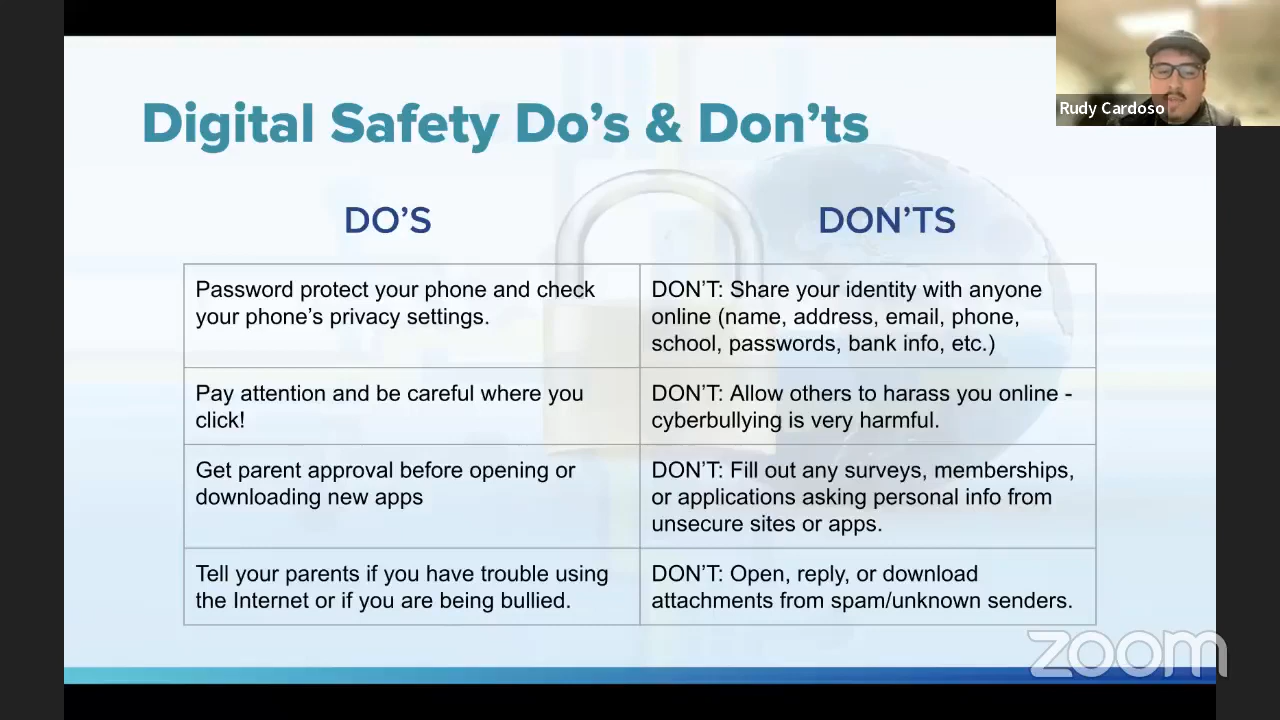 Digital Safety Do's & Don'ts
Rudy Cardoso
DO'S
DON'TS
Password protect your phone and check
your phone's privacy settings.
DON'T: Share your identity with anyone
online (name, address, email, phone,
school, passwords, bank info, etc.)
Pay attention and be careful where you
click!
DON'T: Allow others to harass you online -
cyberbullying is very harmful.
Get parent approval before opening or
downloading new apps
DON'T: Fill out any surveys, memberships,
or applications asking personal info from
unsecure sites or apps.
Tell your parents if you have trouble using
the Internet or if you are being bullied.
DON'T: Open, reply, or download
attachments from spam/unknown senders.
zoom